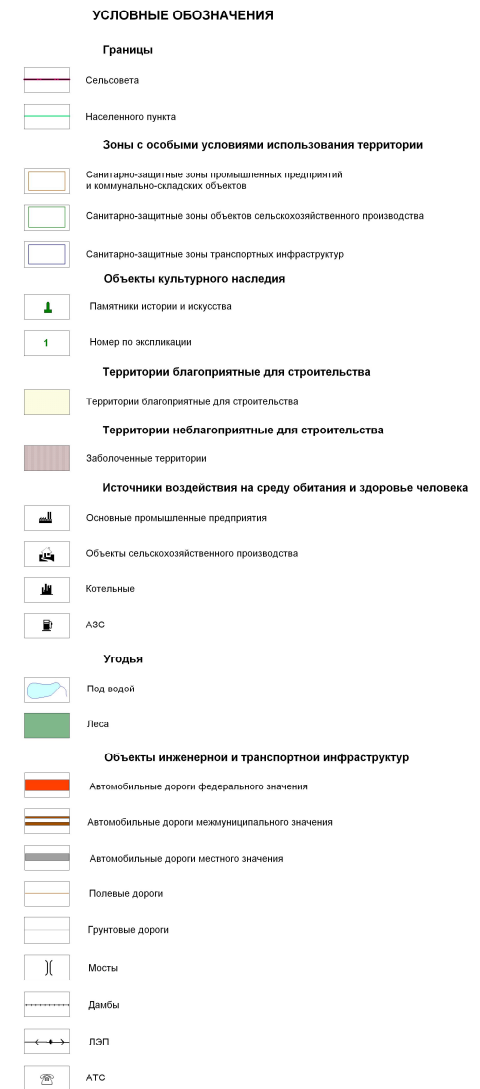 УСЛОВНЫЕ ОБОЗНАЧЕНИЯ
Границы
Сельсовета
Населенного пункта
Зоны с особыми условиями использования территории
Санитарно-защитные зоны промышленных предприятий
и коммунально-складских объектов
Санитарно-защитные зоны объектов сельскохозяйственного производства
Санитарно-защитные зоны транспортных инфраструктур
Объекты культурного наследия
Памятники истории и искусства
1 Номер по экспликации
Территории благоприятные для строительства
Территории благоприятные для строительства
Территории неблагоприятные для строительства
Заболоченные территории
Источники воздействия на среду обитания и здоровье человека
Основные промышленные предприятия
Объекты сельскохозяйственного производства
Котельные
АЗС
Угодья
Под водой
Леса
Объекты инженерной и транспортной инфраструктур
Автомобильные дороги федерального значения
Автомобильные дороги межмуниципального значения
Автомобильные дороги местного значения
Полевые дороги
Грунтовые дороги
Мосты
Дамбы
ЛЭП
АТС